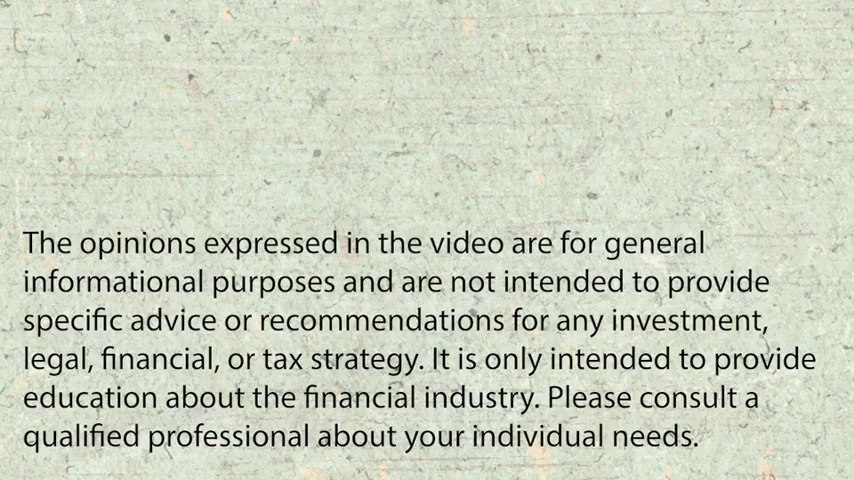 The opinions expressed in the video are for general
informational purposes and are not intended to provide
specific advice or recommendations for any investment,
legal, financial, or tax strategy. It is only intended to provide
education about the financial industry. Please consult a
qualified professional about your individual needs.